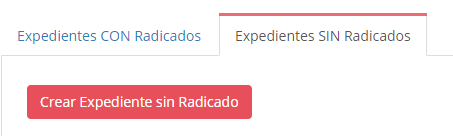 Expedientes CON Radicados
Expedientes SIN Radicados
Crear Expediente sin Radicado